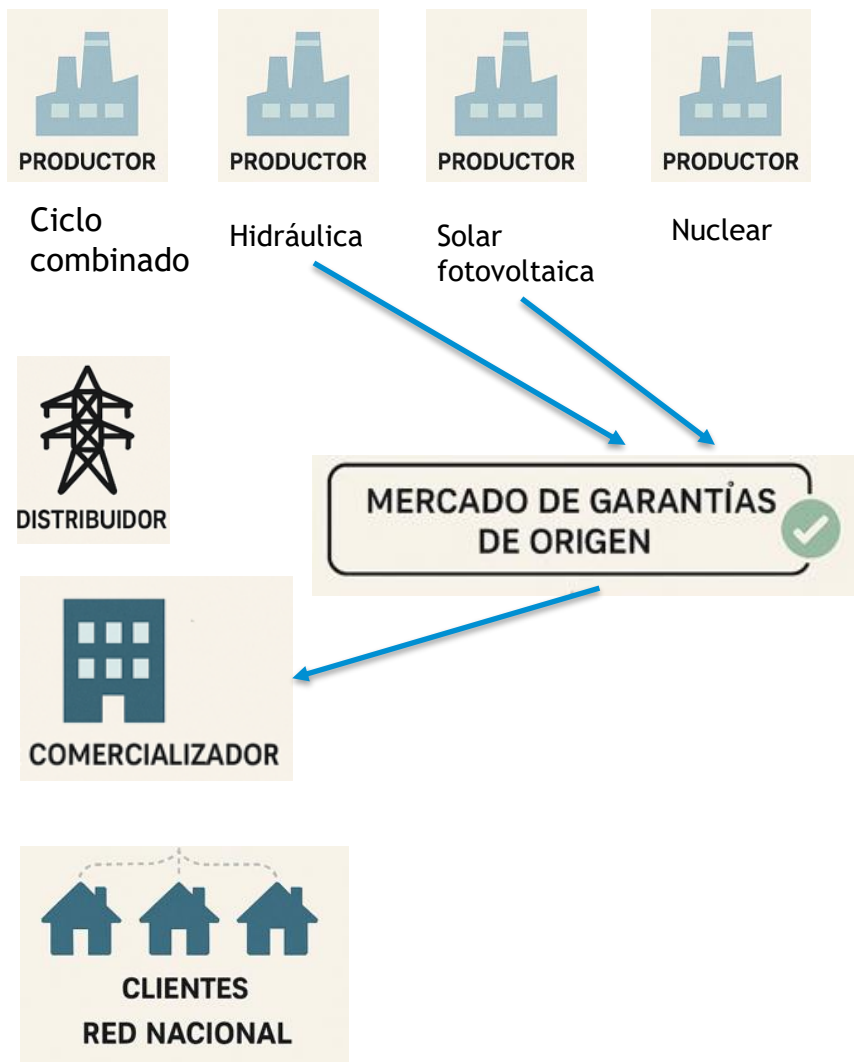 PRODUCTOR
PRODUCTOR
PRODUCTOR
PRODUCTOR
Ciclo
combinado
Hidráulica
Solar
fotovoltaica
Nuclear
DISTRIBUIDOR
MERCADO DE GARANTÍAS
DE ORIGEN
COMERCIALIZADOR
CLIENTES
RED NACIONAL